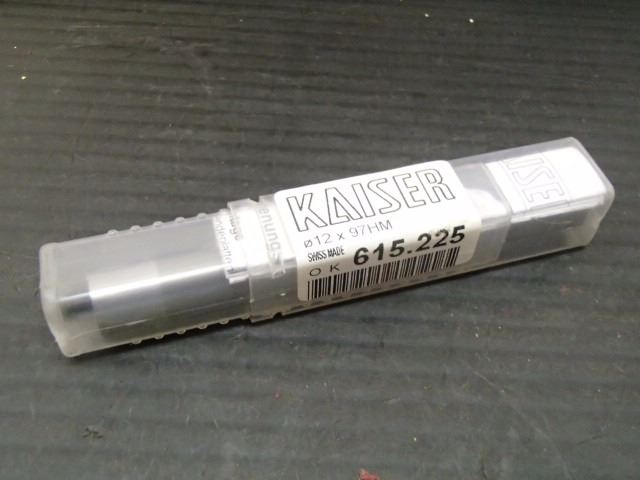 KAISER
ø12 x 97HM
SWISS MADE 615.225
O K